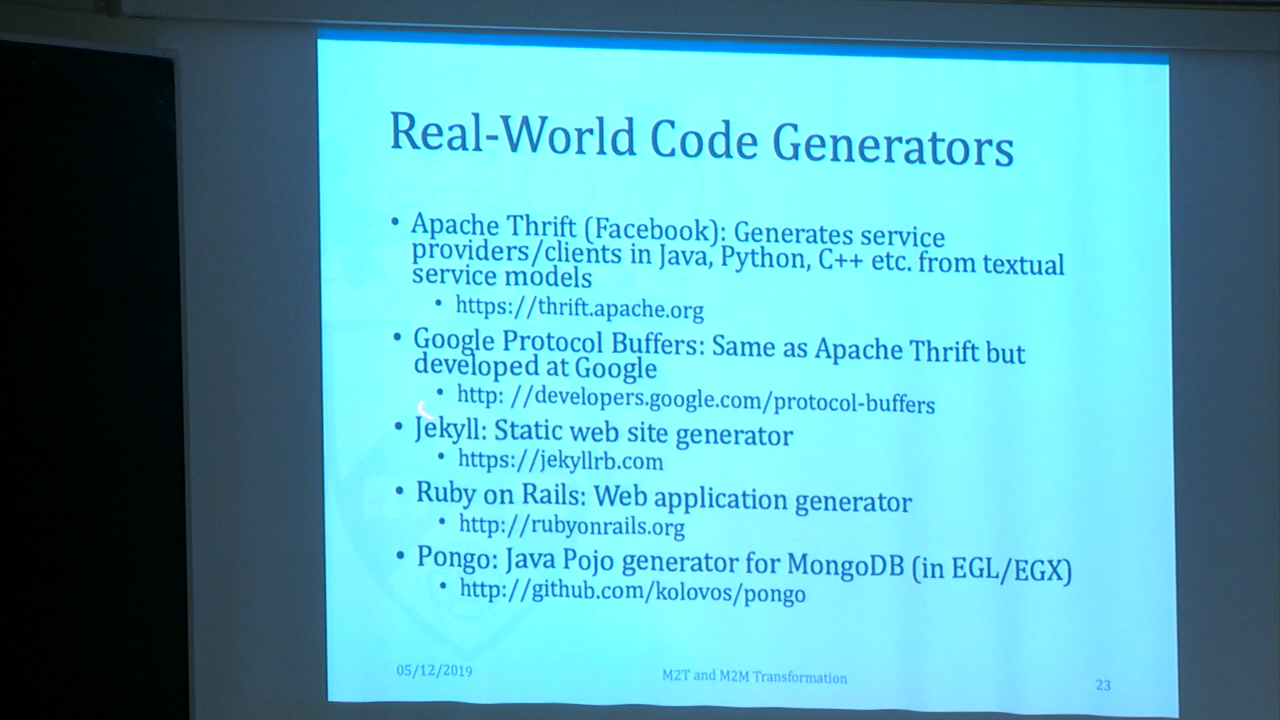 Real-World Code Generators
• Apache Thrift (Facebook): Generates service
providers/clients in Java, Python, C++ etc. from textual
service models
• https://thrift.apache.org
• Google Protocol Buffers: Same as Apache Thrift but
developed at Google
• http: //developers.google.com/protocol-buffers
• Jekyll: Static web site generator
• https://jekyllrb.com
• Ruby on Rails: Web application generator
• http://rubyonrails.org
• Pongo: Java Pojo generator for MongoDB (in EGL/EGX)
• http://github.com/kolovos/pongo
05/12/2019
M2T and M2M Transformation
23